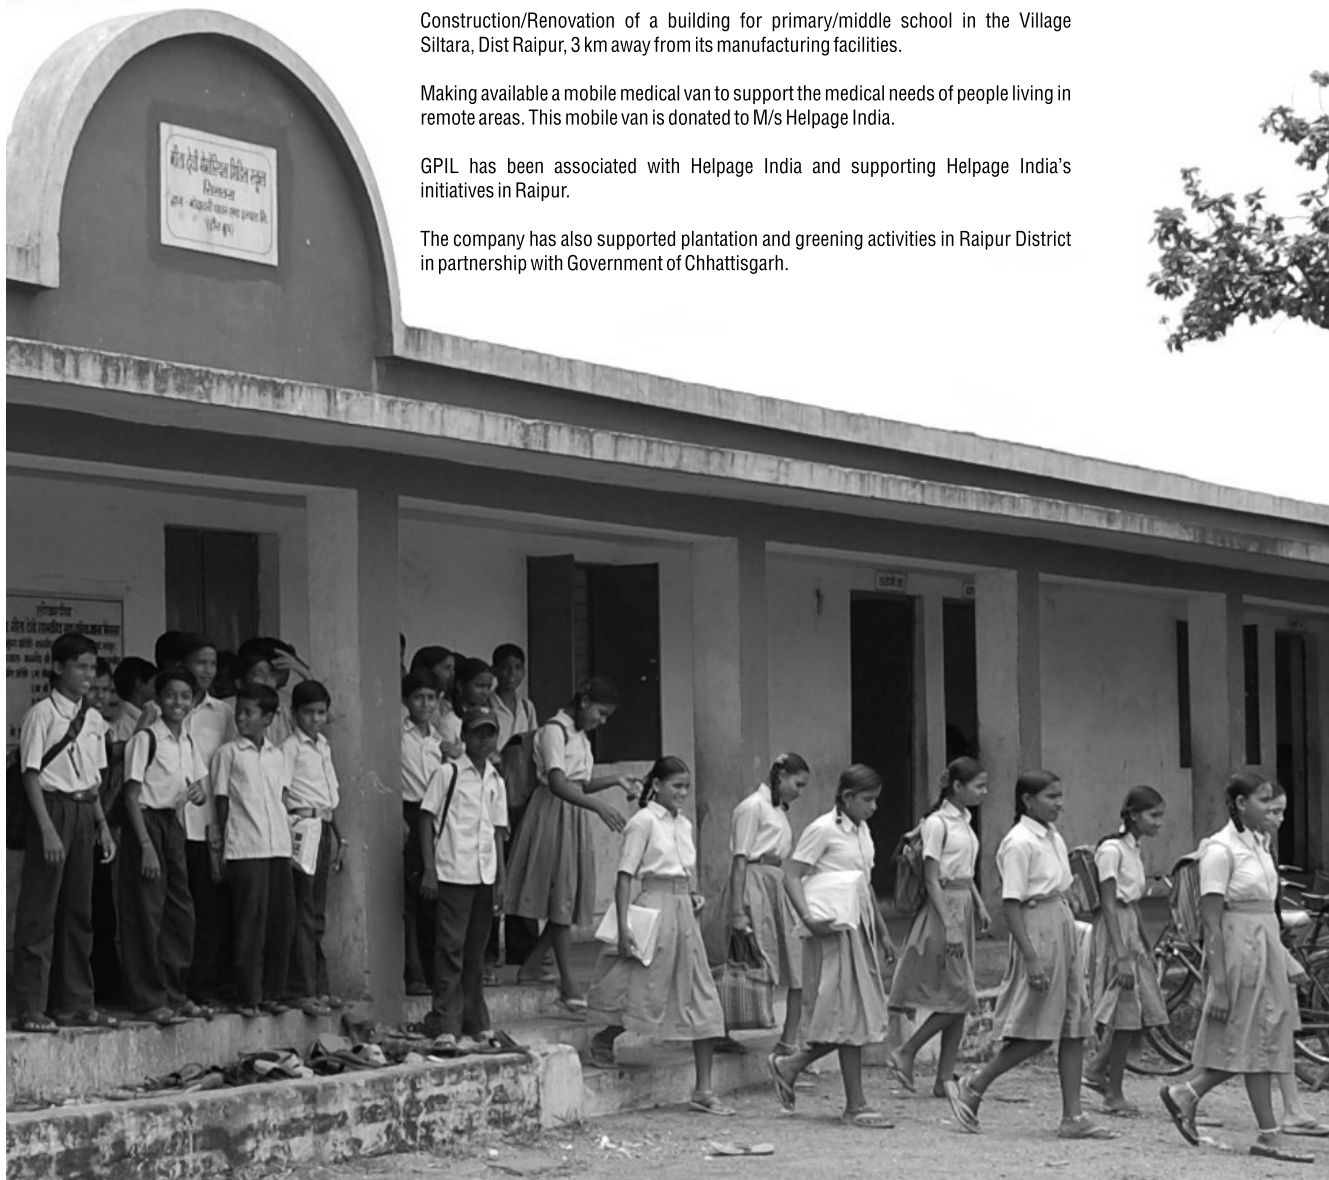 Construction/Renovation of a building for primary/middle school in the Village
Siltara, Dist Raipur, 3 km away from its manufacturing facilities.
Making available a mobile medical van to support the medical needs of people living in
remote areas. This mobile van is donated to M/s Helpage India.
GPIL has been associated with Helpage India and supporting Helpage India's
initiatives in Raipur.
The company has also supported plantation and greening activities in Raipur District
in partnership with Government of Chhattisgarh.
गीता देवी मेमोरियल मिडिल स्कूल
सिलतरा
लोकार्पण